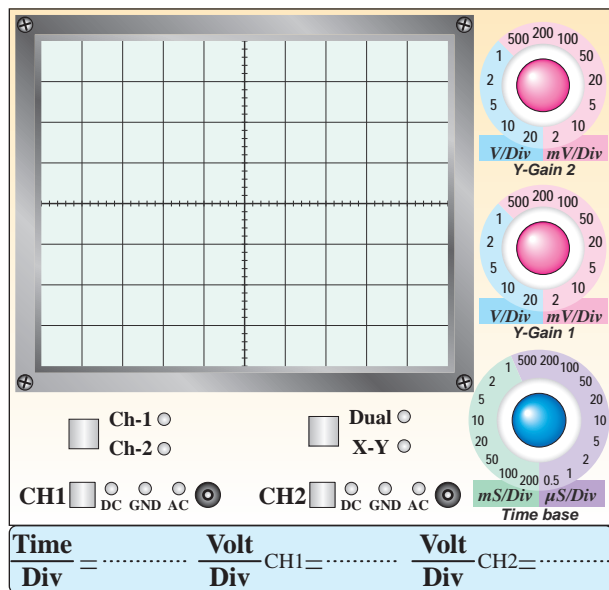 500 200 100
1 50
2 20
5 10
10 20 2 5
V/Div mV/Div
Y-Gain 2
500 200 100
1 50
2 20
5 10
10 20 2 5
V/Div mV/Div
Y-Gain 1
1 500 200 100
2 50
5 20
10 10
20 5
50 100 200 0.5 1 2
mS/Div µS/Div
Time base
Ch-1
Ch-2
Dual
X-Y
CH1 DC GND AC
CH2 DC GND AC
Time/Div = ............... Volt/Div CH1= ............... Volt/Div CH2= ...............